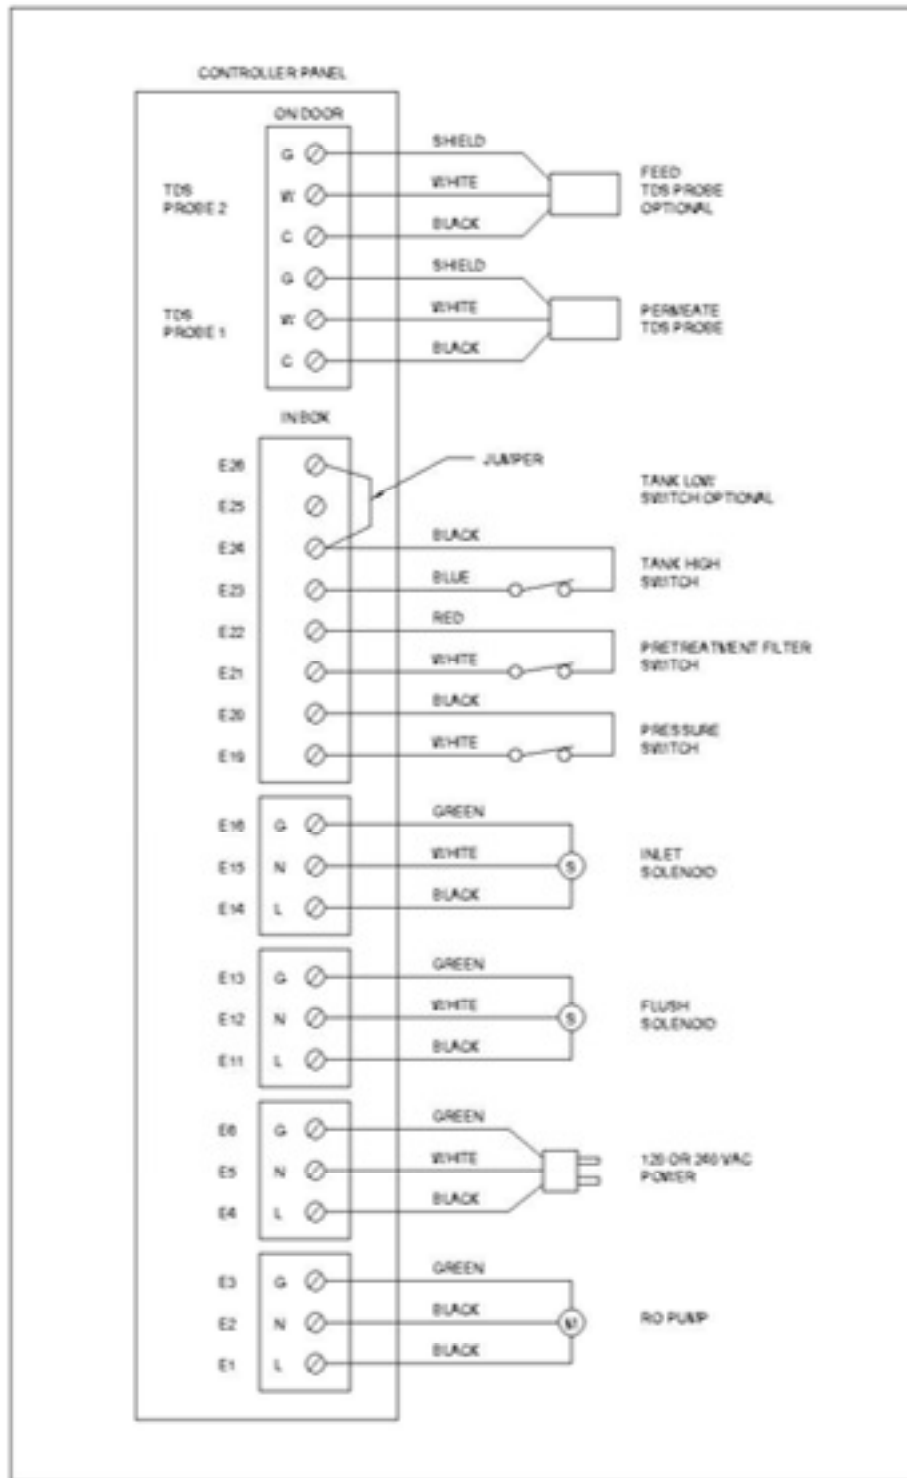 CONTROLLER PANEL
ON DOOR
TDS
PROBE 2
G
SHIELD
W
WHITE
C
BLACK
FEED
TDS PROBE
OPTIONAL
TDS
PROBE 1
G
SHIELD
W
WHITE
C
BLACK
PERMEATE
TDS PROBE
IN BOX
E26
JUMPER
TANK LOW
SWITCH OPTIONAL
E25
E24
BLACK
TANK HIGH
SWITCH
E23
BLUE
E22
RED
PRETREATMENT FILTER
SWITCH
E21
WHITE
E20
BLACK
PRESSURE
SWITCH
E19
WHITE
E16 G
GREEN
E15 N
WHITE
S
INLET
SOLENOID
E14 L
BLACK
E13 G
GREEN
E12 N
WHITE
S
FLUSH
SOLENOID
E11 L
BLACK
E6 G
GREEN
E5 N
WHITE
120 OR 240 VAC
POWER
E4 L
BLACK
E3 G
GREEN
E2 N
BLACK
M
RO PUMP
E1 L
BLACK